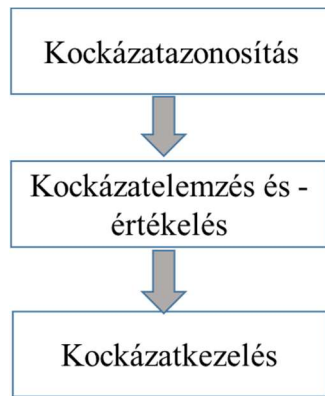 Kockázatazonosítás
Kockázatelemzés és -
értékelés
Kockázatkezelés